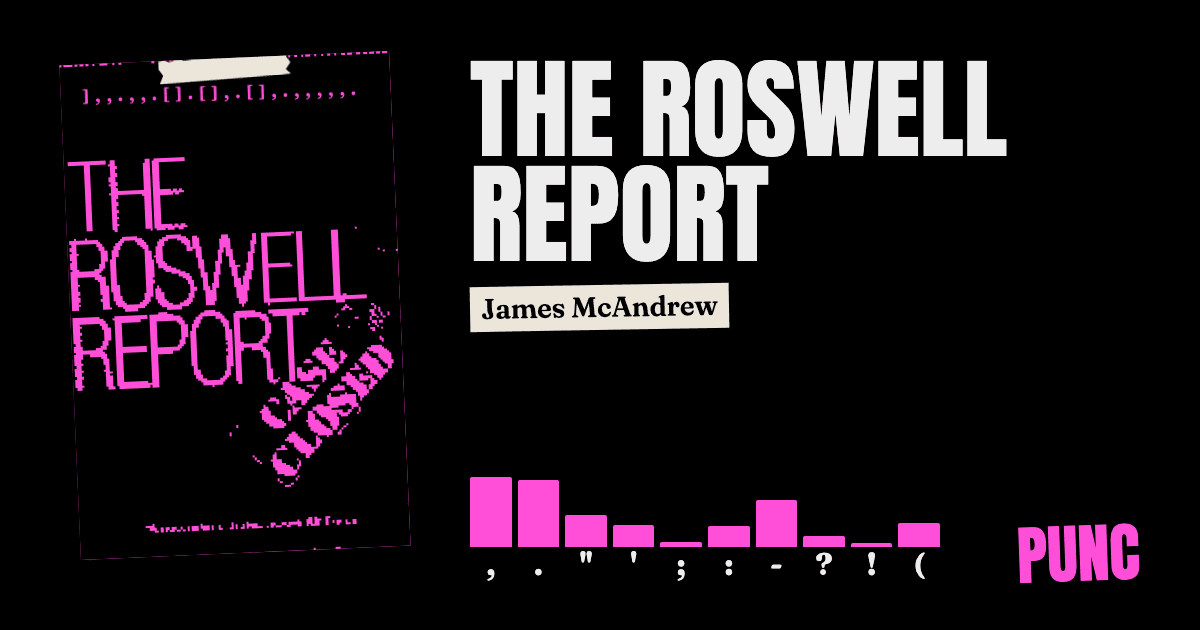 ],,.,,.[].[],.[],.,,,,,.
THE
ROSWELL
REPORT
CASE
CLOSED
THE ROSWELL
REPORT
James McAndrew
, . " ' ; : - ? ! (
PUNC